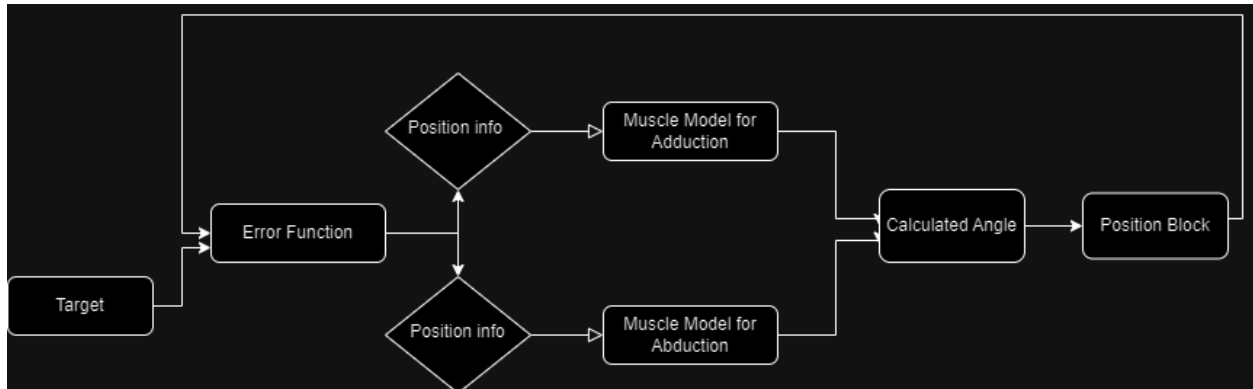 Position info
Muscle Model for
Adduction
Error Function
Calculated Angle
Position Block
Target
Position info
Muscle Model for
Abduction